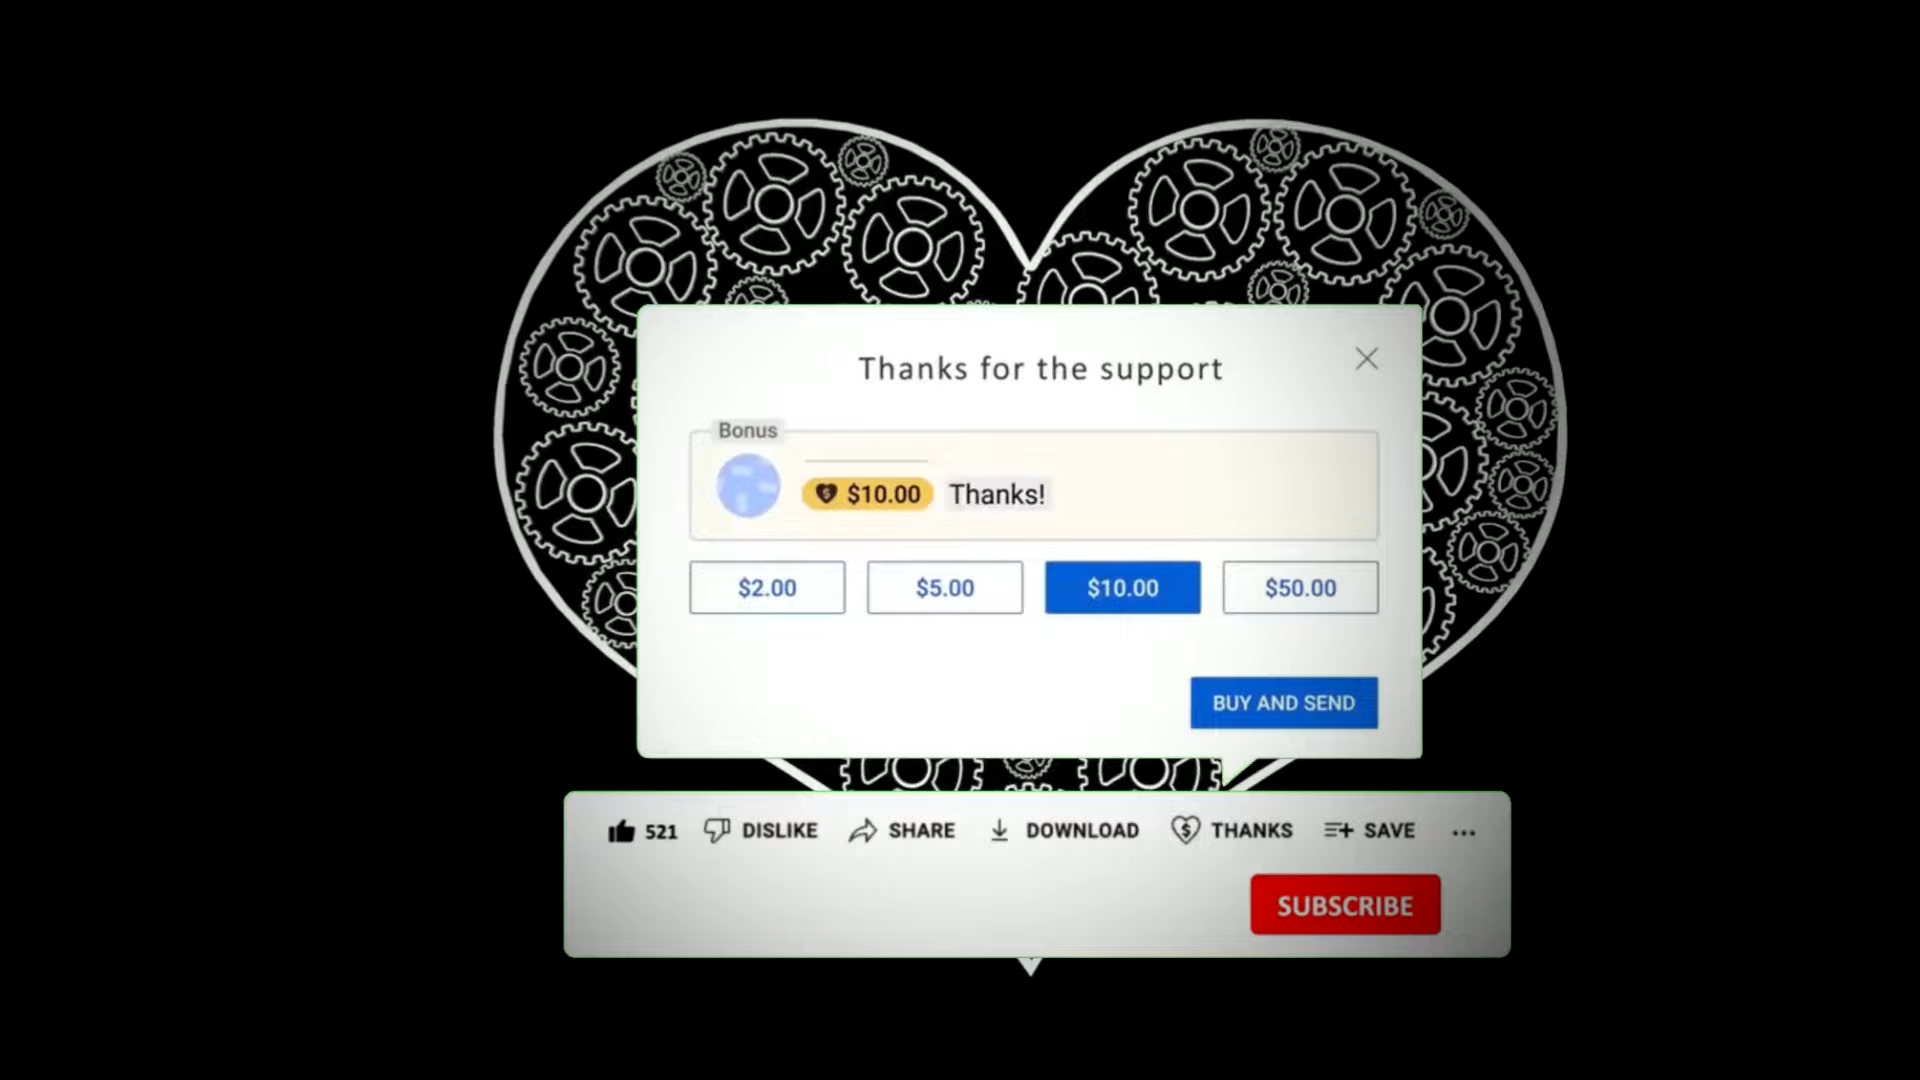 Thanks for the support
Bonus
$10.00 Thanks!
$2.00 $5.00 $10.00 $50.00
BUY AND SEND
521 DISLIKE SHARE DOWNLOAD THANKS SAVE ...
SUBSCRIBE